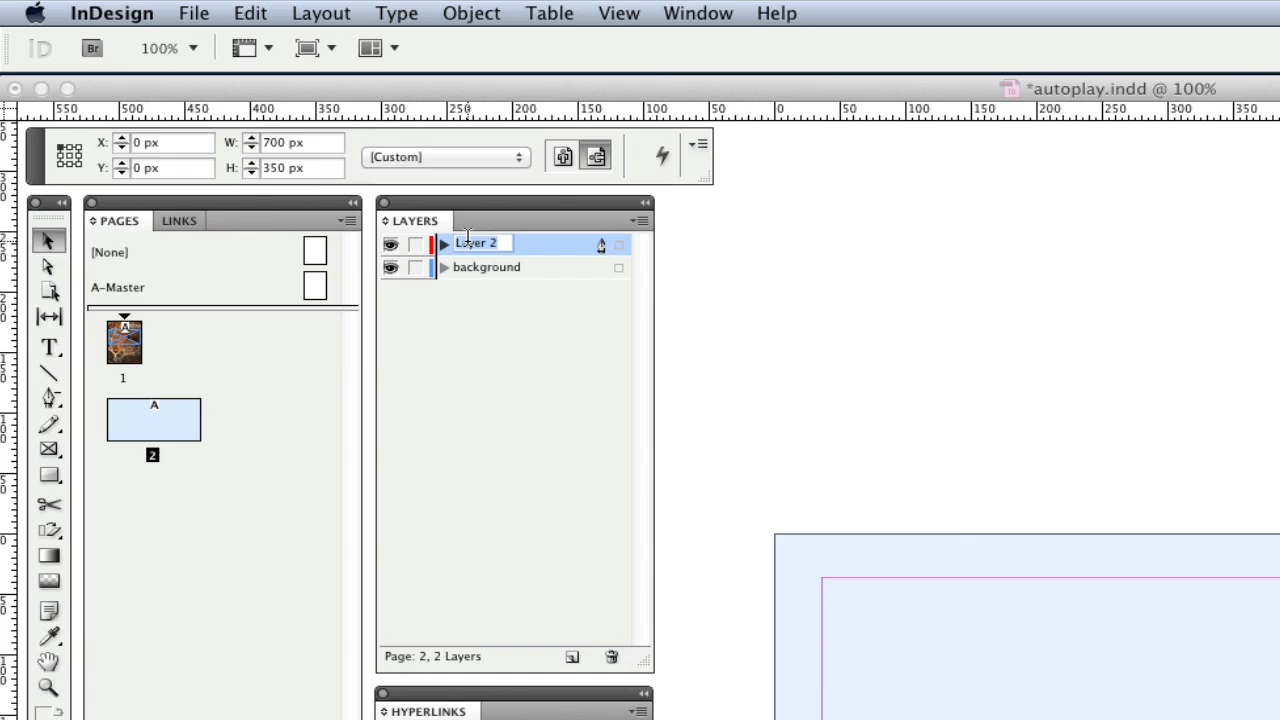 InDesign File Edit Layout Type Object Table View Window Help
Br 100%
*autoplay.indd @ 100%
550 500 450 400 350 300 250 200 150 100 50 0 50 100 150 200 250 300 350
X: 0 px W: 700 px
[Custom]
Y: 0 px H: 350 px
PAGES LINKS
LAYERS
[None]
Layer 2
background
A-Master
A
1
A
2
Page: 2, 2 Layers
HYPERLINKS